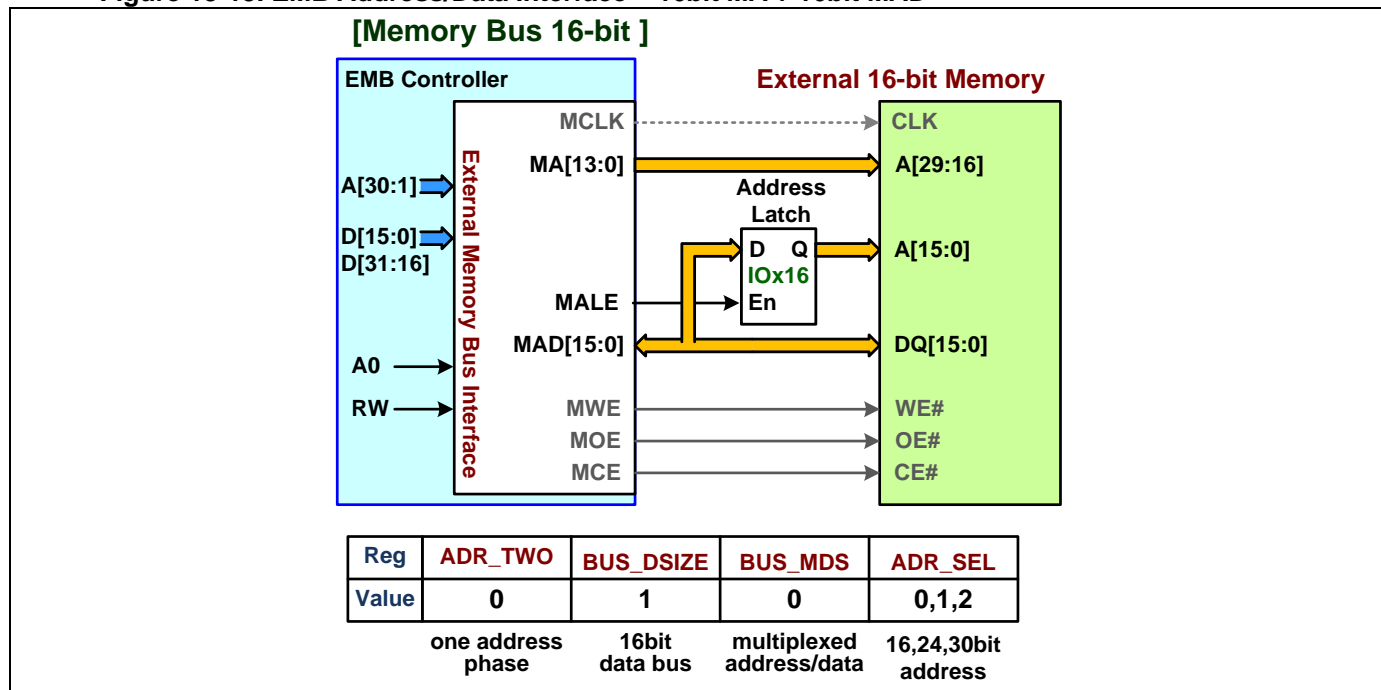 [Memory Bus 16-bit ]
EMB Controller
External 16-bit Memory
MCLK
CLK
MA[13:0]
A[29:16]
External Memory Bus Interface
A[30:1]
Address
Latch
D[15:0]
D[31:16]
D Q
IOx16
En
A[15:0]
MALE
MAD[15:0]
DQ[15:0]
A0
RW
MWE
WE#
MOE
OE#
MCE
CE#
Reg ADR_TWO BUS_DSIZE BUS_MDS ADR_SEL
Value 0 1 0 0,1,2
one address phase
16bit data bus
multiplexed address/data
16,24,30bit address